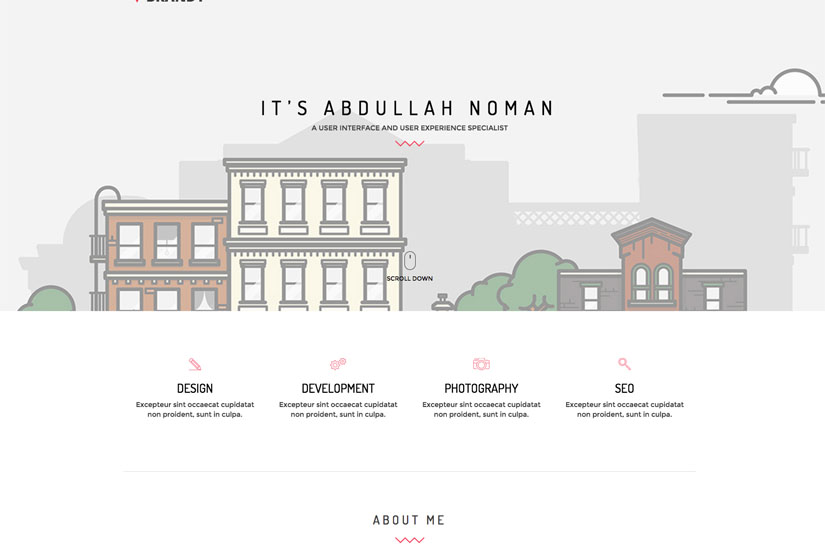 IT'S ABDULLAH NOMAN
A USER INTERFACE AND USER EXPERIENCE SPECIALIST
SCROLL DOWN
DESIGN
Excepteur sint occaecat cupidatat
non proident, sunt in culpa.
DEVELOPMENT
Excepteur sint occaecat cupidatat
non proident, sunt in culpa.
PHOTOGRAPHY
Excepteur sint occaecat cupidatat
non proident, sunt in culpa.
SEO
Excepteur sint occaecat cupidatat
non proident, sunt in culpa.
ABOUT ME